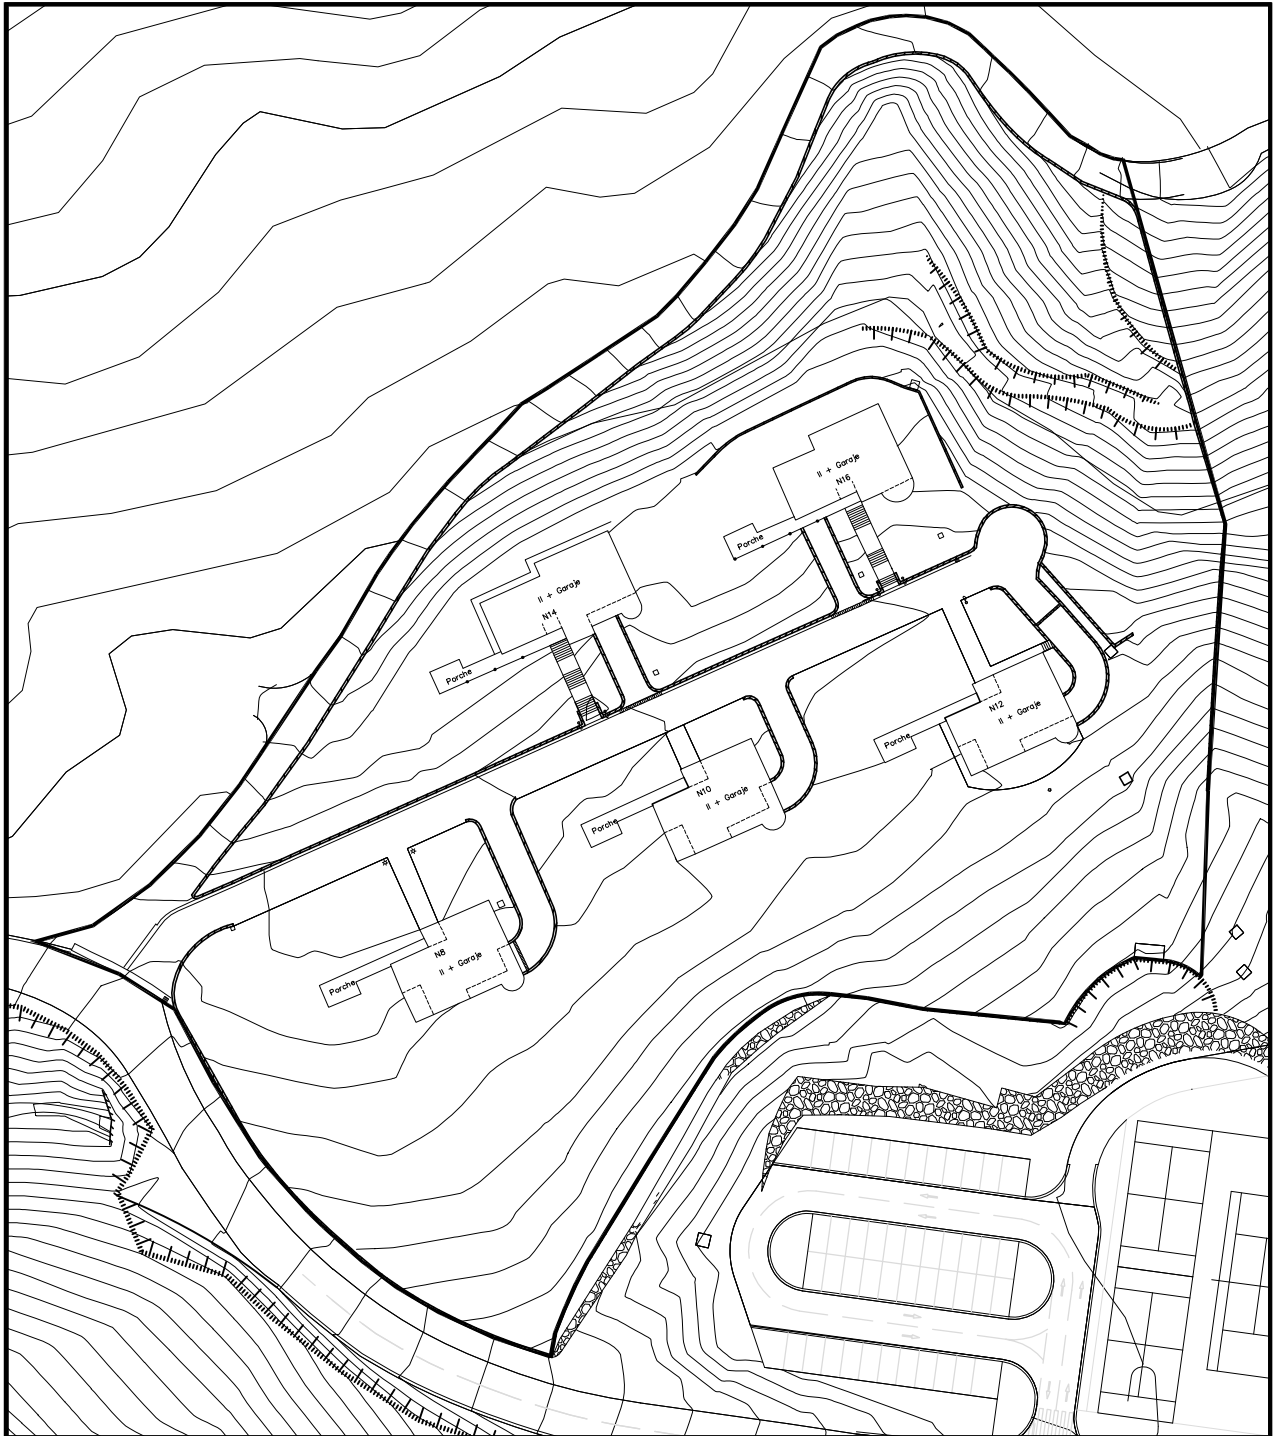 II + Garaje
N16
Porche
II + Garaje
N14
Porche
N12
II + Garaje
Porche
N10
II + Garaje
Porche
N8
II + Garaje
Porche